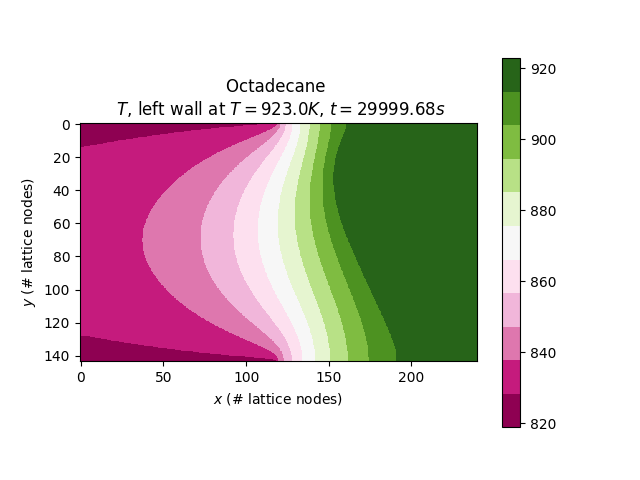 Octadecane
T, left wall at T = 923.0K, t = 29999.68s
0
20
40
60
80
100
120
140
y (# lattice nodes)
0 50 100 150 200
x (# lattice nodes)
920
900
880
860
840
820